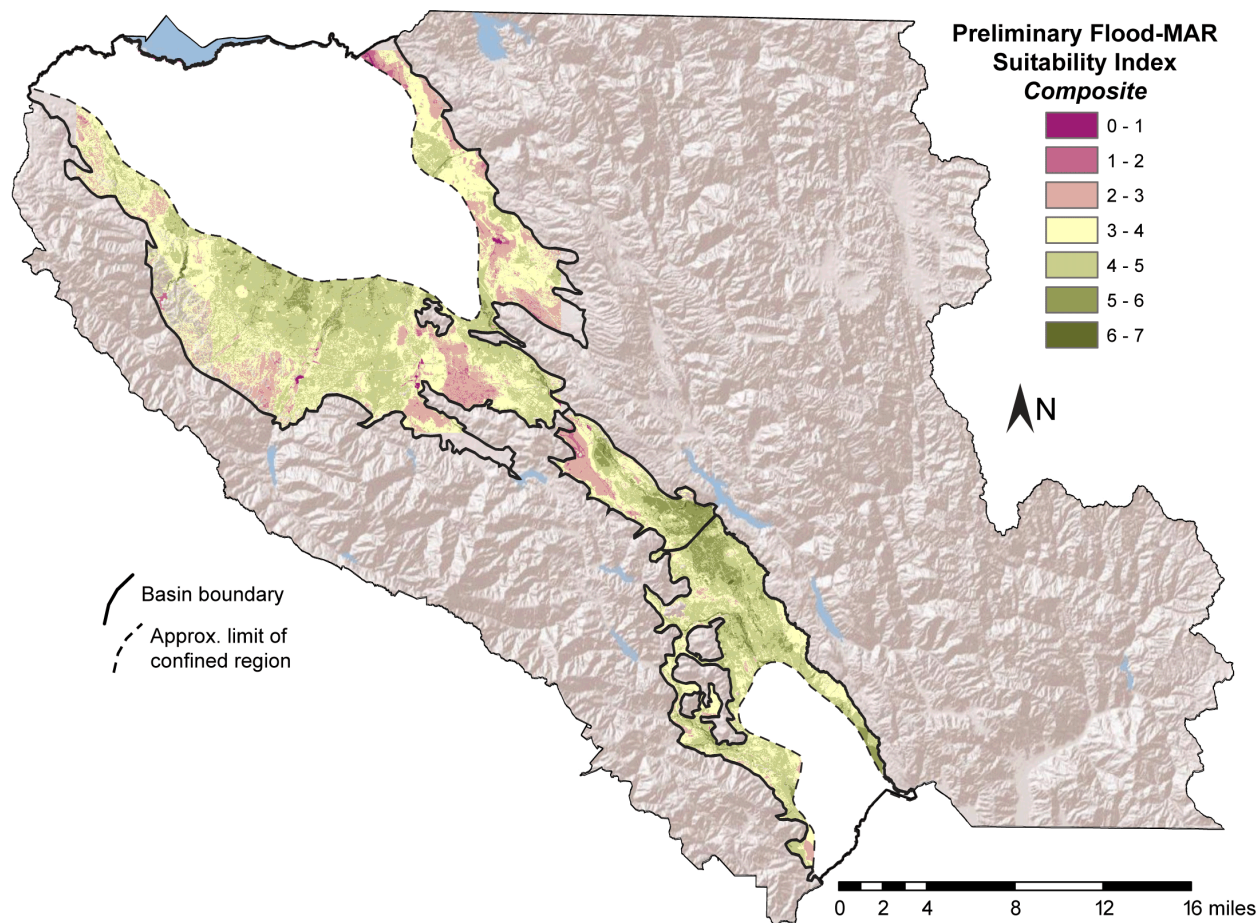 Preliminary Flood-MAR
Suitability Index
Composite
0 - 1
1 - 2
2 - 3
3 - 4
4 - 5
5 - 6
6 - 7
N
Basin boundary
Approx. limit of
confined region
0 2 4 8 12 16 miles